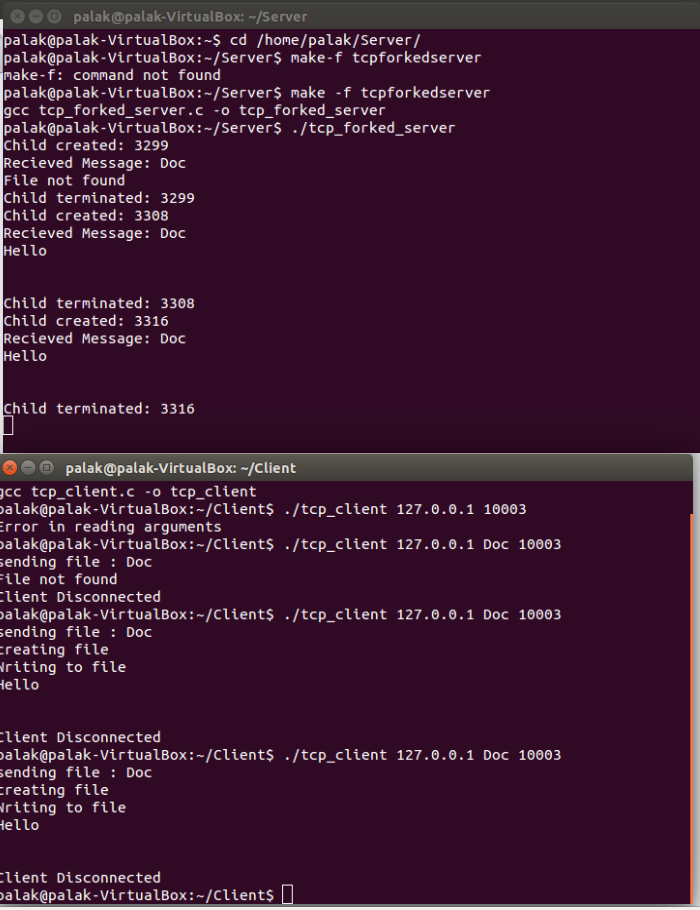 palak@palak-VirtualBox: ~/Server
palak@palak-VirtualBox:~$ cd /home/palak/Server/
palak@palak-VirtualBox:~/Server$ make-f tcpforkedserver
make-f: command not found
palak@palak-VirtualBox:~/Server$ make -f tcpforkedserver
gcc tcp_forked_server.c -o tcp_forked_server
palak@palak-VirtualBox:~/Server$ ./tcp_forked_server
Child created: 3299
Recieved Message: Doc
File not found
Child terminated: 3299
Child created: 3308
Recieved Message: Doc
Hello
Child terminated: 3308
Child created: 3316
Recieved Message: Doc
Hello
Child terminated: 3316
palak@palak-VirtualBox: ~/Client
gcc tcp_client.c -o tcp_client
palak@palak-VirtualBox:~/Client$ ./tcp_client 127.0.0.1 10003
Error in reading arguments
palak@palak-VirtualBox:~/Client$ ./tcp_client 127.0.0.1 Doc 10003
sending file : Doc
File not found
Client Disconnected
palak@palak-VirtualBox:~/Client$ ./tcp_client 127.0.0.1 Doc 10003
sending file : Doc
creating file
Writing to file
Hello
Client Disconnected
palak@palak-VirtualBox:~/Client$ ./tcp_client 127.0.0.1 Doc 10003
sending file : Doc
creating file
Writing to file
Hello
Client Disconnected
palak@palak-VirtualBox:~/Client$